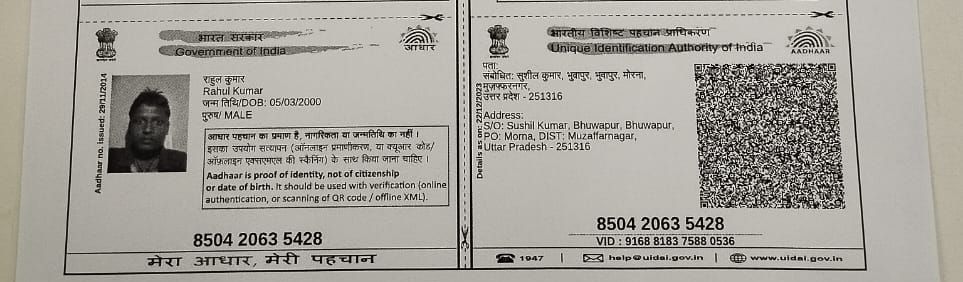 भारत सरकार
Government of India
आधार
Aadhaar no. issued: 29/11/2014
राहुल कुमार
Rahul Kumar
जन्म तिथि/DOB: 05/03/2000
पुरुष/ MALE
आधार पहचान का प्रमाण है, नागरिकता या जन्मतिथि का नहीं ।
इसका उपयोग सत्यापन (ऑनलाइन प्रमाणीकरण, या क्यूआर कोड/
ऑफ़लाइन एक्सएमएल की स्कैनिंग) के साथ किया जाना चाहिए ।
Aadhaar is proof of identity, not of citizenship
or date of birth. It should be used with verification (online
authentication, or scanning of QR code / offline XML).
8504 2063 5428
मेरा आधार, मेरी पहचान
भारतीय विशिष्ट पहचान प्राधिकरण
Unique Identification Authority of India
AADHAAR
Details as on: 22/12/2023
पता:
संबोधित: सुशील कुमार, भुवापुर, भुवापुर, मोरना,
मुज़फ्फरनगर,
उत्तर प्रदेश - 251316
Address:
S/O: Sushil Kumar, Bhuwapur, Bhuwapur,
PO: Morna, DIST: Muzaffarnagar,
Uttar Pradesh - 251316
8504 2063 5428
VID : 9168 8183 7588 0536
1947 | help@uidai.gov.in | www.uidai.gov.in